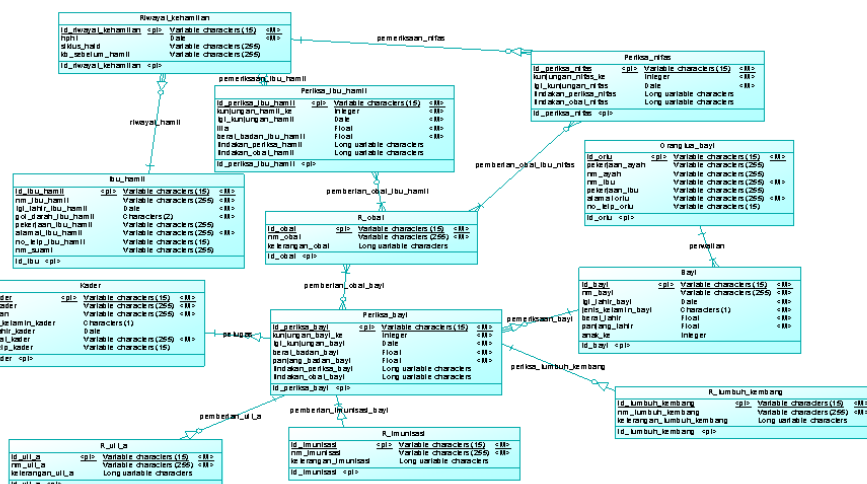 Riwayat_kehamilan
id_riwayat_kehamilan <pi> Variable characters (15) <M>
hpht Date <M>
siklus_haid Variable characters (255)
kb_sebelum_hamil Variable characters (255)
id_riwayat_kehamilan <pi>
pemeriksaan_nifas
Periksa_nifas
id_periksa_nifas <pi> Variable characters (15) <M>
kunjungan_nifas_ke Integer <M>
tgl_kunjungan_nifas Date <M>
tindakan_periksa_nifas Long variable characters
tindakan_obat_nifas Long variable characters
id_periksa_nifas <pi>
pemeriksaan_ibu_hamil
Periksa_ibu_hamil
id_periksa_ibu_hamil <pi> Variable characters (15) <M>
kunjungan_hamil_ke Integer <M>
tgl_kunjungan_hamil Date <M>
lila Float <M>
berat_badan_ibu_hamil Float <M>
tindakan_periksa_hamil Long variable characters
tindakan_obat_hamil Long variable characters
id_periksa_ibu_hamil <pi>
riwayat_hamil
Orangtua_bayi
id_ortu <pi> Variable characters (15) <M>
pekerjaan_ayah Variable characters (255) <M>
nm_ayah Variable characters (255)
nm_ibu Variable characters (255) <M>
pekerjaan_ibu Variable characters (255)
alamat ortu Variable characters (255) <M>
no_telp_ortu Variable characters (15)
id_ortu <pi>
pemberian_obat_ibu_nifas
Ibu_hamil
id_ibu_hamil <pi> Variable characters (15) <M>
nm_ibu_hamil Variable characters (255) <M>
tgl_lahir_ibu_hamil Date <M>
gol_darah_ibu_hamil Characters (2) <M>
pekerjaan_ibu_hamil Variable characters (255)
alamat_ibu_hamil Variable characters (255) <M>
no_telp_ibu_hamil Variable characters (15)
nm_suami Variable characters (255)
id_ibu <pi>
pemberian_obat_ibu_hamil
R_obat
id_obat <pi> Variable characters (15) <M>
nm_obat Variable characters (255) <M>
keterangan_obat Long variable characters
id_obat <pi>
perwalian
Bayi
id_bayi <pi> Variable characters (15) <M>
nm_bayi Variable characters (255) <M>
tgl_lahir_bayi Date <M>
jenis_kelamin_bayi Characters (1) <M>
berat_lahir Float <M>
panjang_lahir Float <M>
anak_ke Integer
id_bayi <pi>
pemberian_obat_bayi
Kader
der <pi> Variable characters (15) <M>
ader Variable characters (255) <M>
an Variable characters (255) <M>
_kelamin_kader Characters (1)
hir_kader Date
at_kader Variable characters (255) <M>
lp_kader Variable characters (15)
der <pi>
petugas
Periksa_bayi
id_periksa_bayi <pi> Variable characters (15) <M>
kunjungan_bayi_ke Integer <M>
tgl_kunjungan_bayi Date <M>
berat_badan_bayi Float <M>
panjang_badan_bayi Float <M>
tindakan_periksa_bayi Long variable characters
tindakan_obat_bayi Long variable characters
id_periksa_bayi <pi>
pemeriksaan_bayi
periksa_tumbuh_kembang
R_tumbuh_kembang
id_tumbuh_kembang <pi> Variable characters (15) <M>
nm_tumbuh_kembang Variable characters (255) <M>
keterangan_tumbuh_kembang Long variable characters
id_tumbuh_kembang <pi>
pemberian_vit_a
pemberian_imunisasi_bayi
R_vit_a
id_vit_a <pi> Variable characters (15) <M>
nm_vit_a Variable characters (255) <M>
keterangan_vit_a Long variable characters
id_vit_a <pi>
R_imunisasi
id_imunisasi <pi> Variable characters (15) <M>
nm_imunisasi Variable characters (255) <M>
keterangan_imunisasi Long variable characters
id_imunisasi <pi>